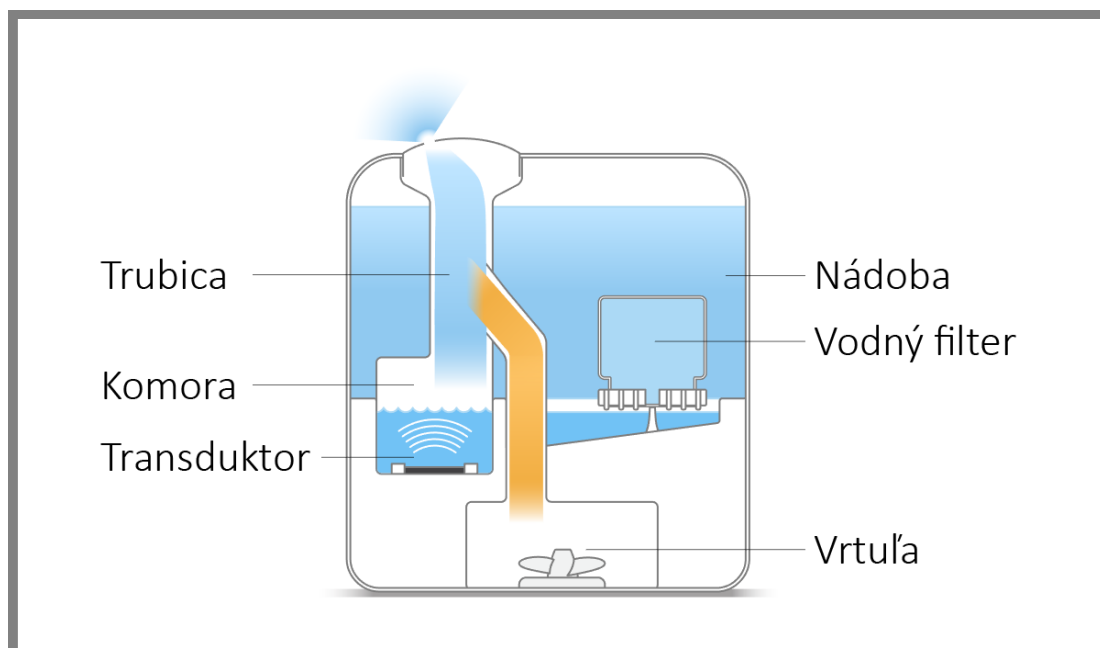 Trubica
Komora
Transduktor
Nádoba
Vodný filter
Vrtuľa